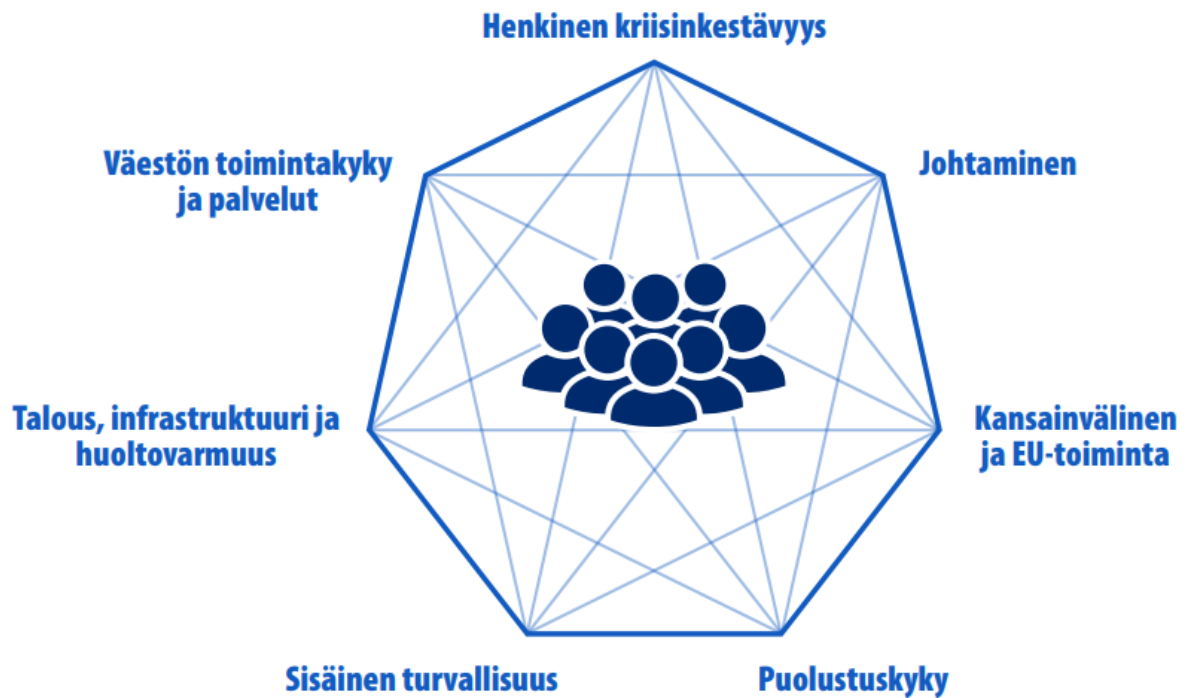 Henkinen kriisinkestävyys
Väestön toimintakyky
ja palvelut
Johtaminen
Talous, infrastruktuuri ja
huoltovarmuus
Kansainvälinen
ja EU-toiminta
Sisäinen turvallisuus
Puolustuskyky